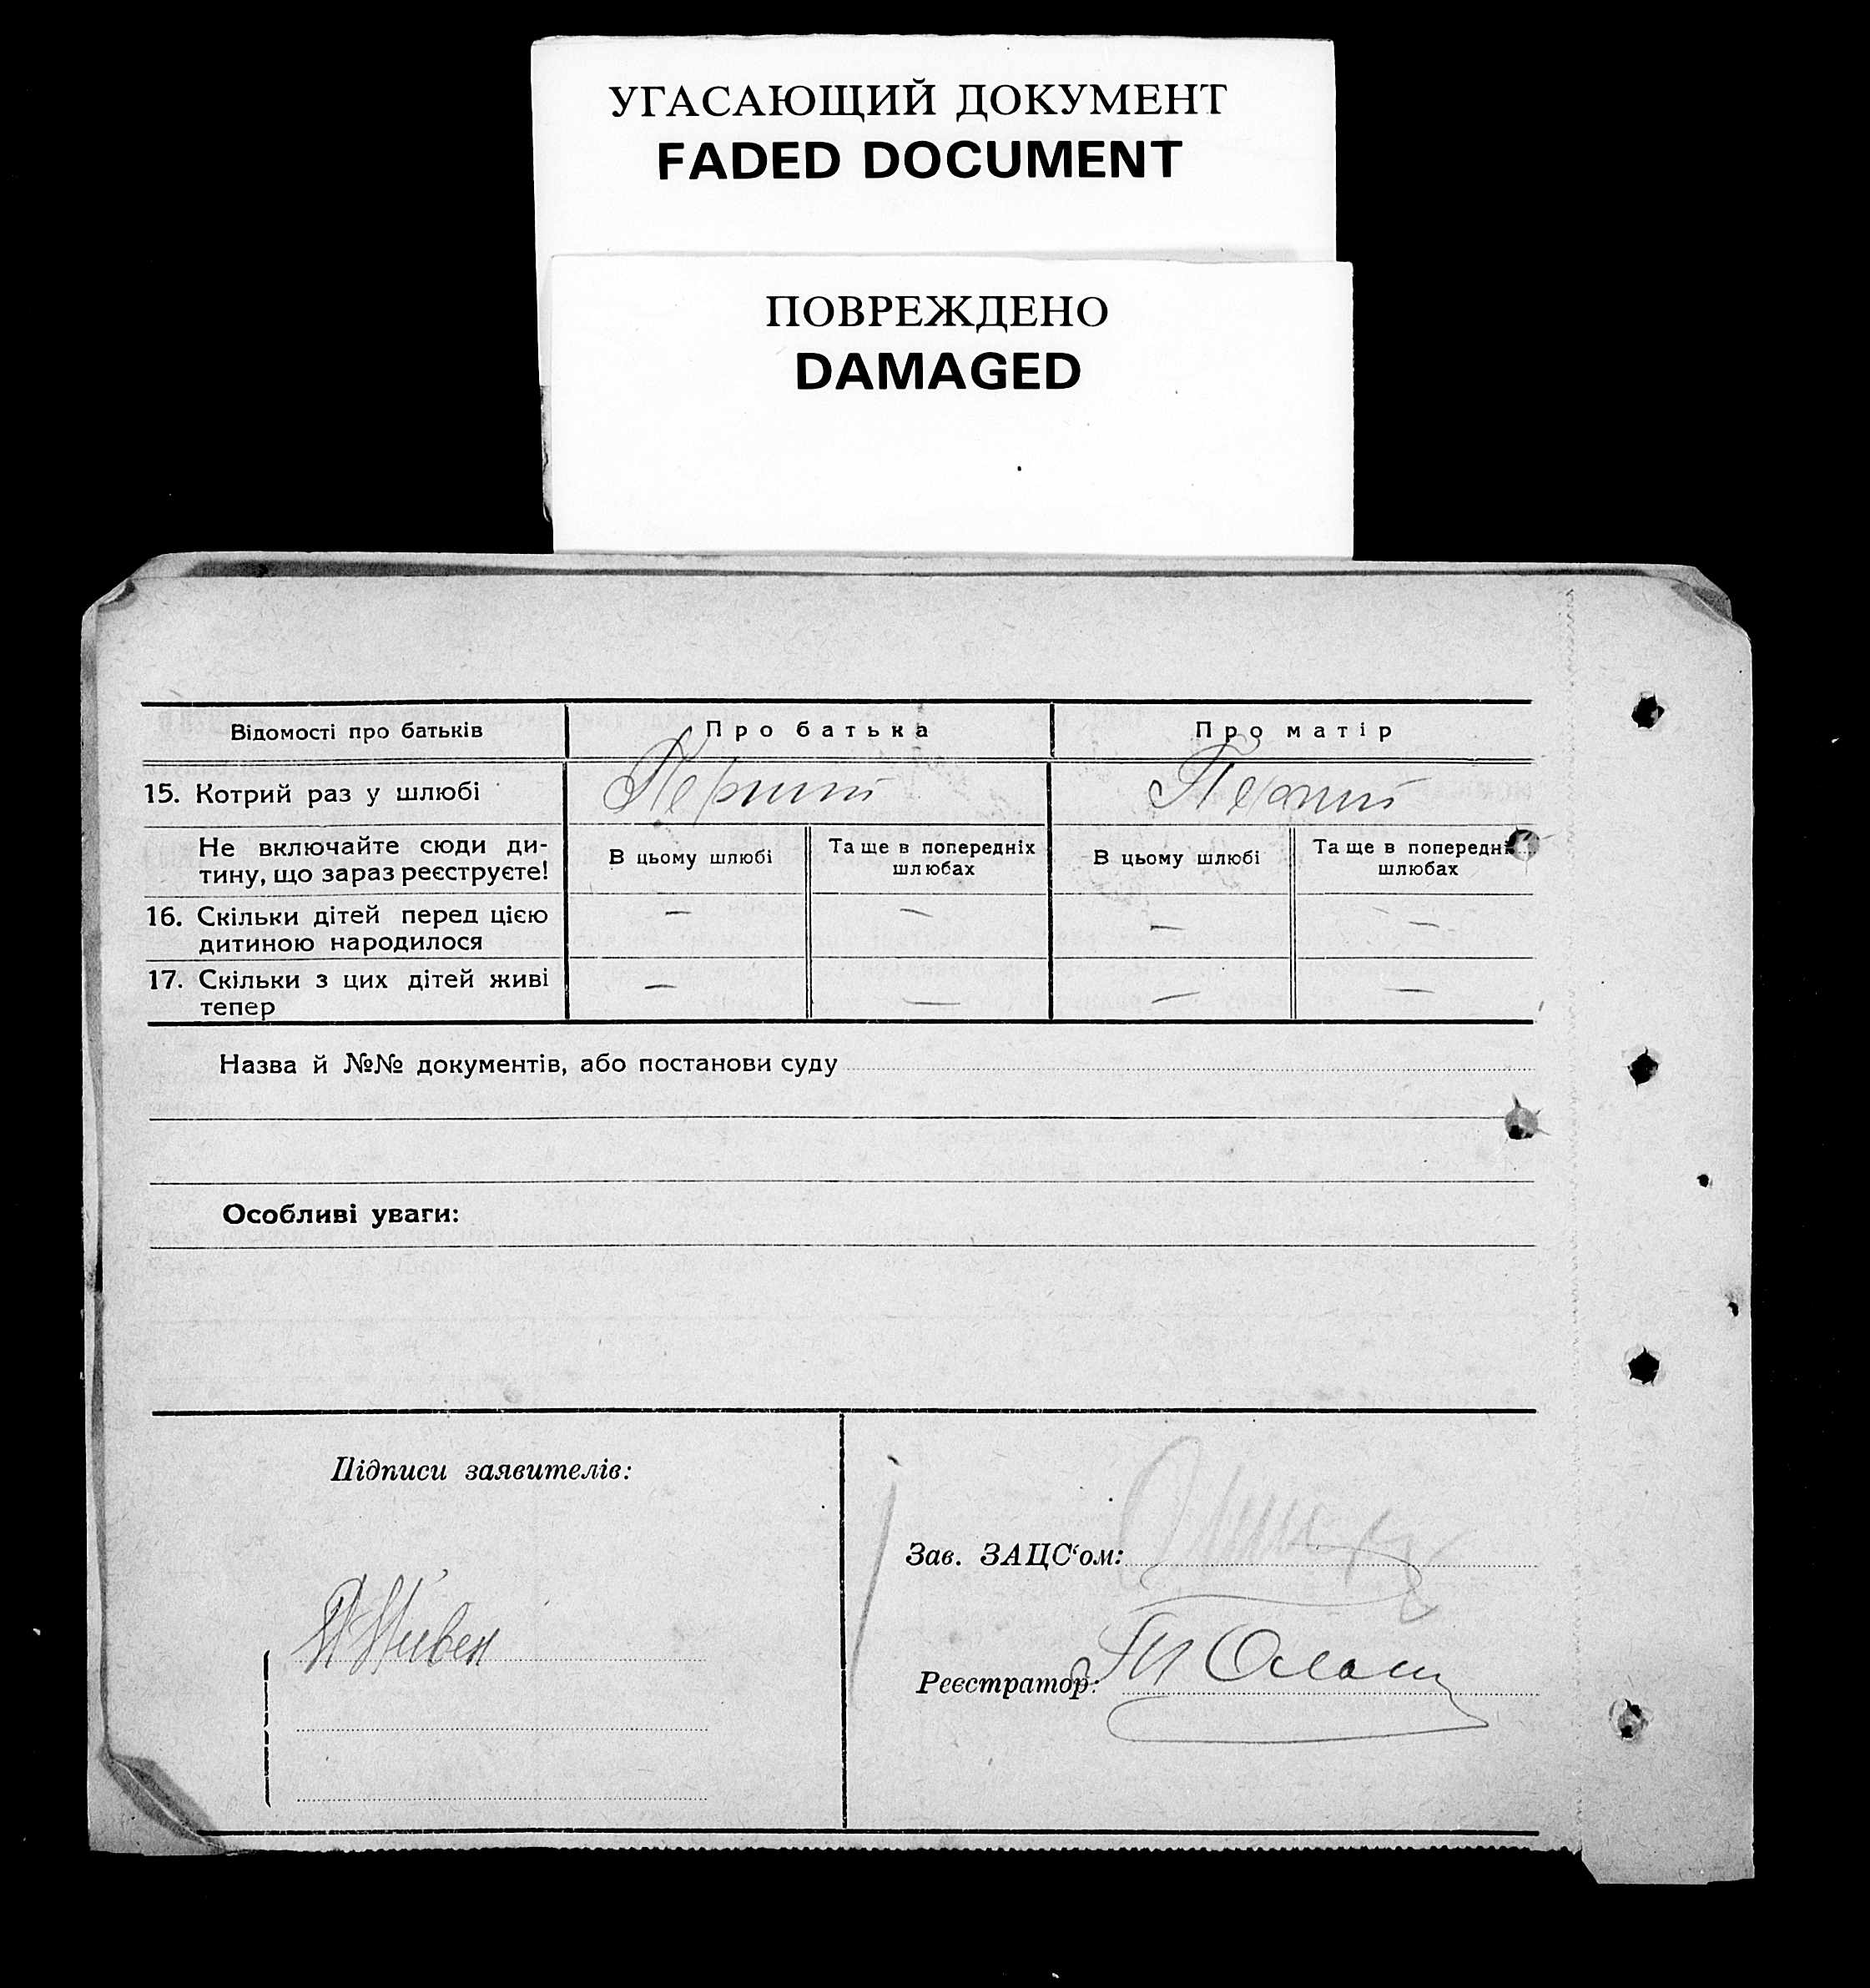 УГАСАЮЩИЙ ДОКУМЕНТ
FADED DOCUMENT
ПОВРЕЖДЕНО
DAMAGED
Відомості про батьків Про батька Про матір
15. Котрий раз у шлюбі Перший Перший
Не включайте сюди ди-
тину, що зараз реєструєте!
В цьому шлюбі
Та ще в попередніх
шлюбах
В цьому шлюбі
Та ще в попередні
шлюбах
16. Скільки дітей перед цією
дитиною народилося
— — — —
17. Скільки з цих дітей живі
тепер
— — — —
Назва й №№ документів, або постанови суду
Особливі уваги:
Підписи заявителів:
Зав. ЗАЦС‘ом:
Реєстратор: